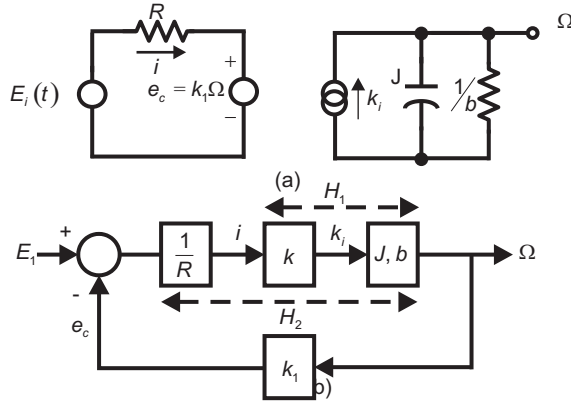 R
Ω
+
i
E_i(t)
e_c = k_1Ω
−
k_i
J
1/b
(a)
H_1
+
i
k_i
E_1
1/R
k
J, b
Ω
-
e_c
H_2
k_1
b)